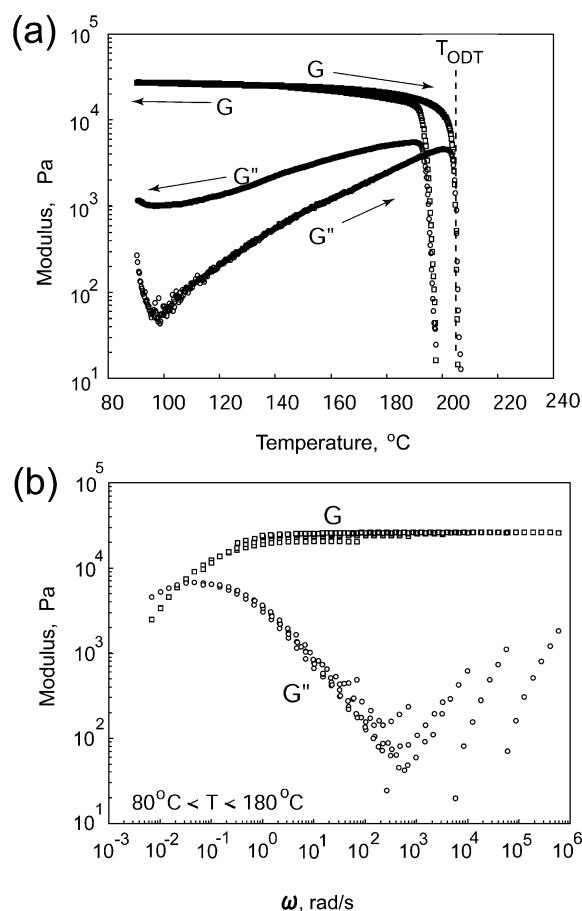 (a)
10^5
10^4
10^3
10^2
10^1
Modulus, Pa
G
T_ODT
G
G"
G"
80 100 120 140 160 180 200 220 240
Temperature, °C
(b)
10^5
10^4
10^3
10^2
10^1
Modulus, Pa
G
G"
80°C < T < 180°C
10^-3 10^-2 10^-1 10^0 10^1 10^2 10^3 10^4 10^5 10^6
ω, rad/s